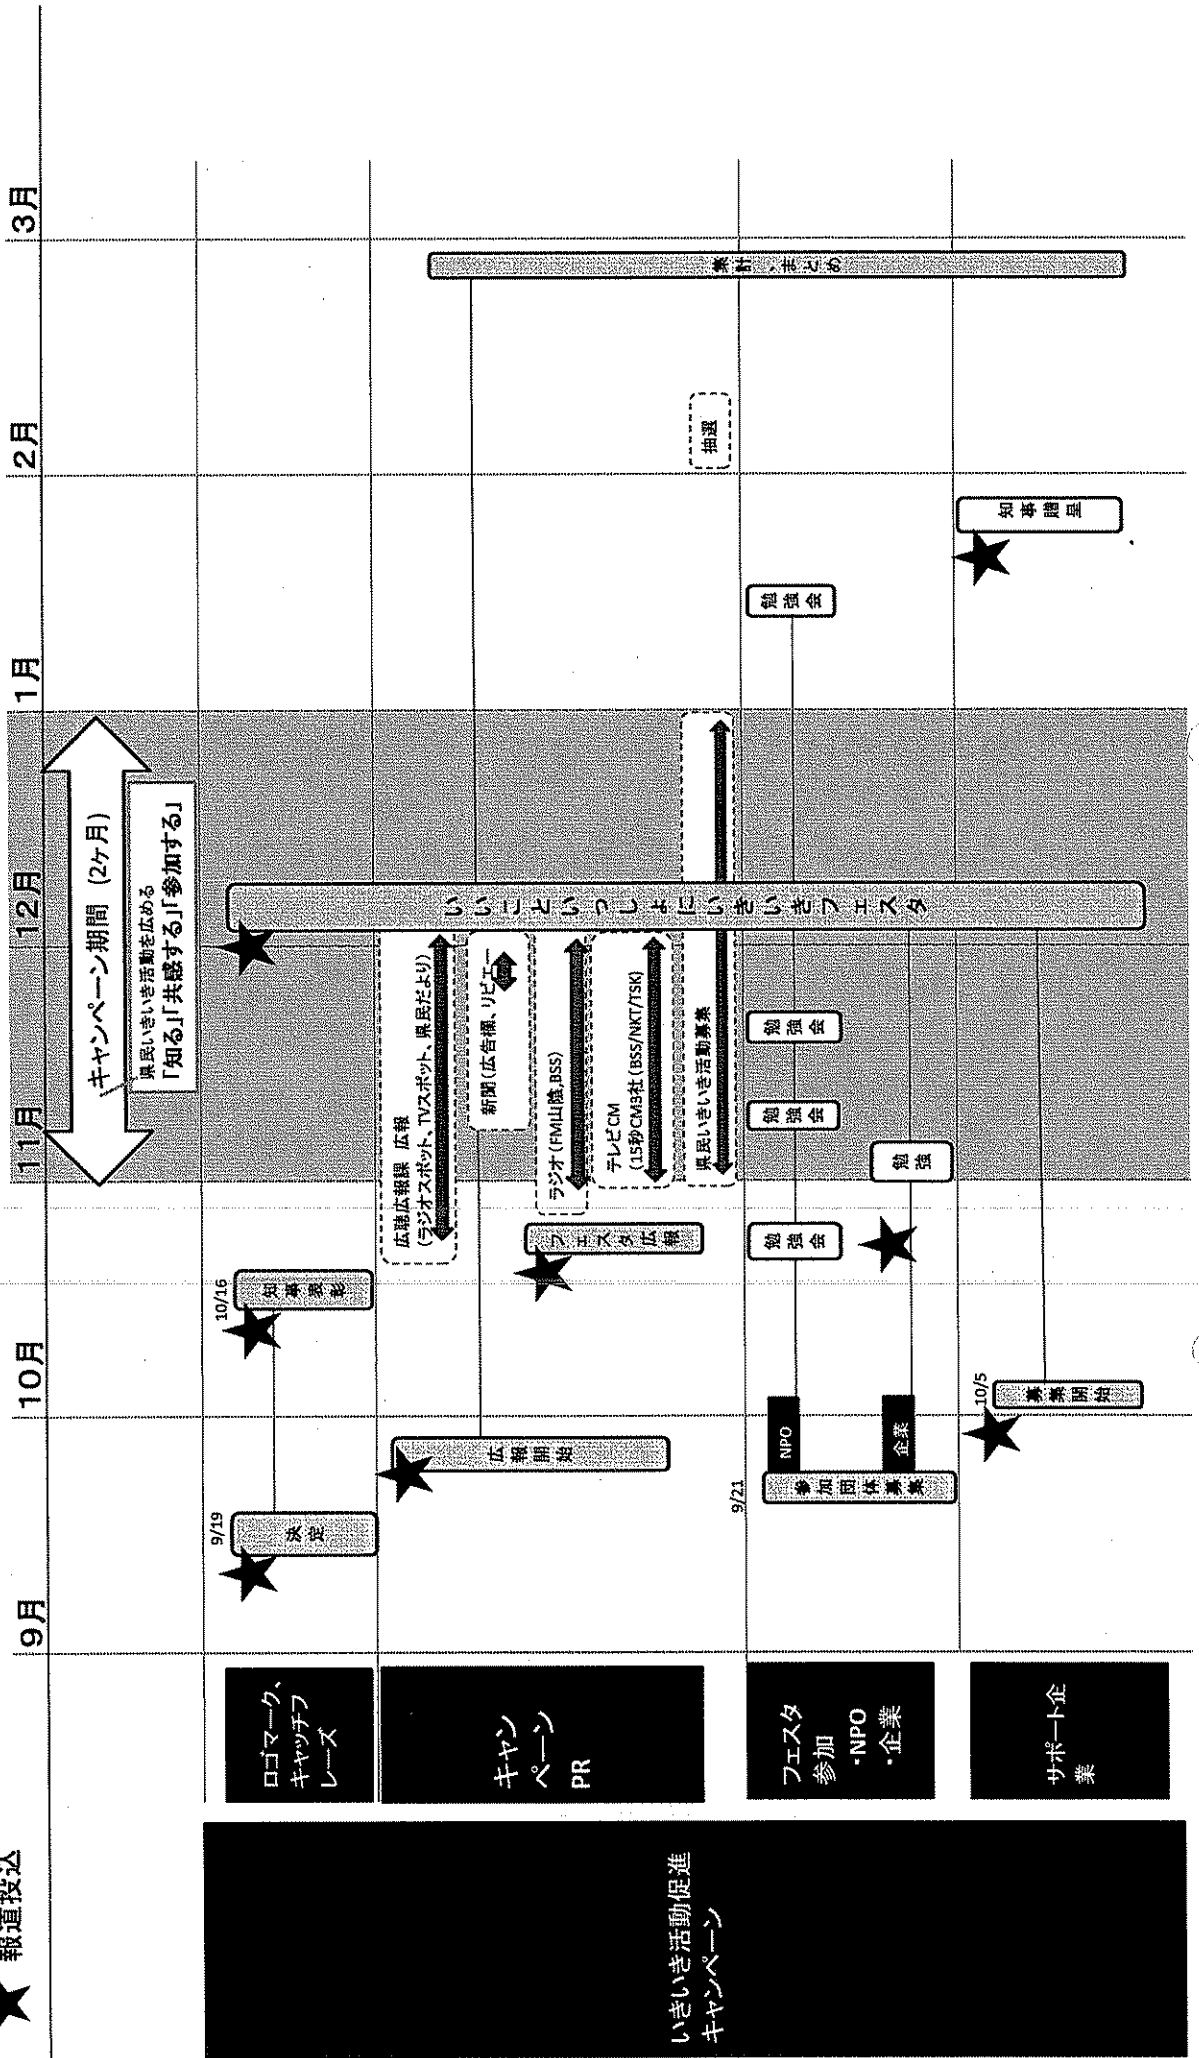 ★ 報道投込
9月
10月
11月
12月
1月
2月
3月
キャンペーン期間 (2ヶ月)
県民いきいき活動を広める
「知る」「共感する」「参加する」
いきいき活動促進
キャンペーン
ロゴマーク、
キャッチフ
レーズ
9/19
決定
10/16
知事表彰
いいこといっしょにいきいきフェスタ
キャン
ペーン
PR
広報開始
広聴広報課 広報
(ラジオスポット、TVスポット、県民だより)
新聞(広告欄、リビエー
フェスタ広報
ラジオ(FM山陰,BSS)
テレビCM
(15秒CM3社 (BSS/NKT/TSK)
県民いきいき活動募集
抽選
集計、まとめ
フェスタ
参加
・NPO
・企業
9/21
参加団体募集
NPO
企業
勉強会
勉強
勉強会
勉強会
勉強会
サポート企
業
10/5
募集開始
知事贈呈